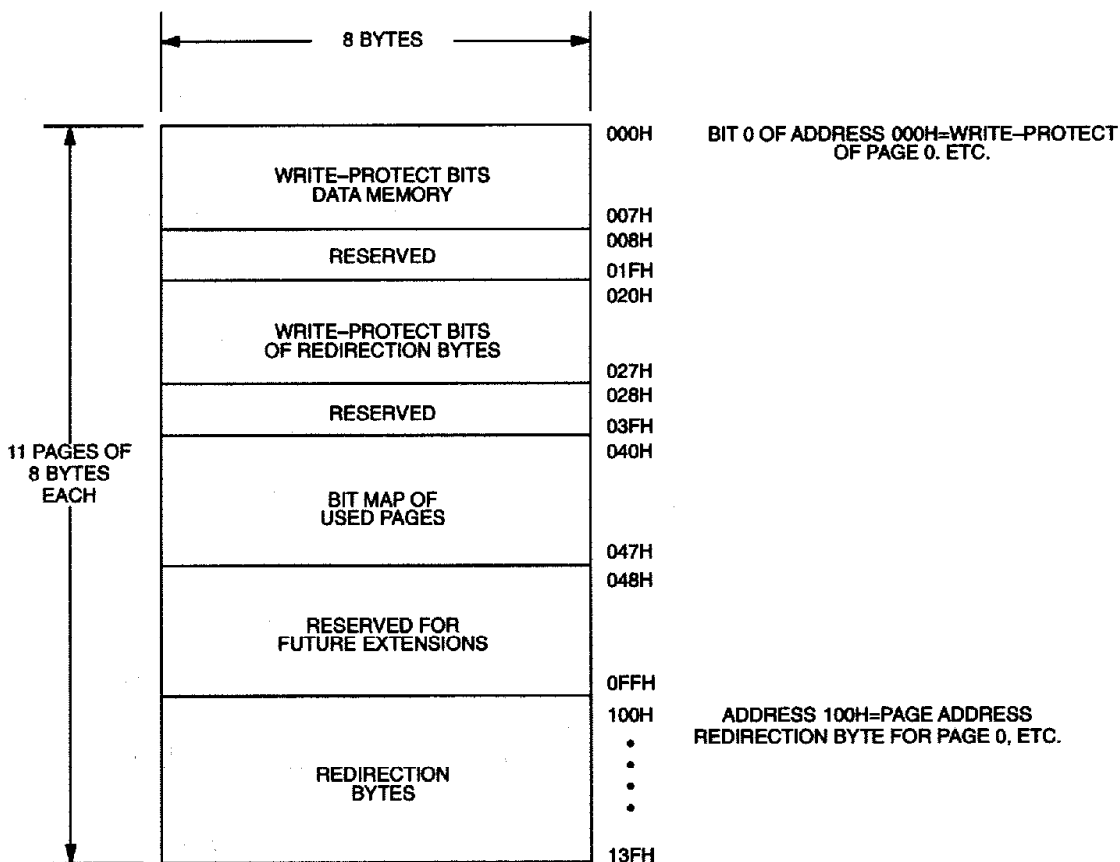 8 BYTES
000H
BIT 0 OF ADDRESS 000H=WRITE–PROTECT
OF PAGE 0. ETC.
WRITE–PROTECT BITS
DATA MEMORY
007H
008H
RESERVED
01FH
020H
WRITE–PROTECT BITS
OF REDIRECTION BYTES
027H
028H
RESERVED
03FH
040H
11 PAGES OF
8 BYTES
EACH
BIT MAP OF
USED PAGES
047H
048H
RESERVED FOR
FUTURE EXTENSIONS
0FFH
100H
ADDRESS 100H=PAGE ADDRESS
REDIRECTION BYTE FOR PAGE 0, ETC.
REDIRECTION
BYTES
13FH